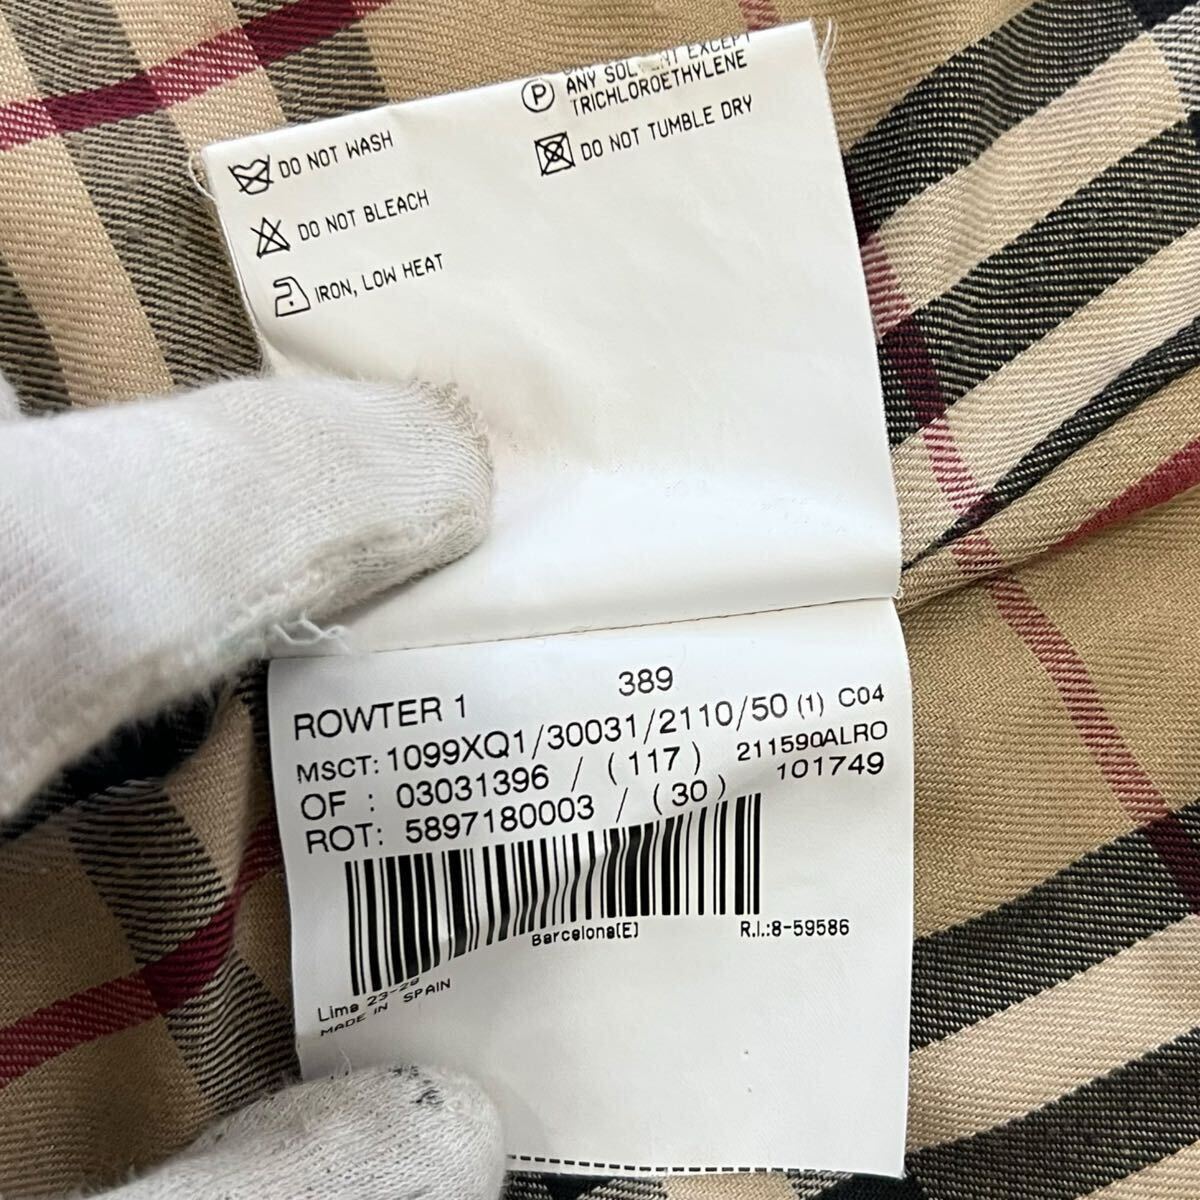 DO NOT WASH
DO NOT BLEACH
IRON, LOW HEAT
EXCEPT
P ANY
TRICHLOROETHYLENE
DO NOT TUMBLE DRY
ROWTER 1 389
MSCT: 1099XQ1/30031/2110/50 (1) C04
OF : 03031396 / (117) 211590ALRO
ROT: 5897180003 / (30) 101749
Barcelona(E) R.I.:8-59586
Lima
MADE IN SPAIN